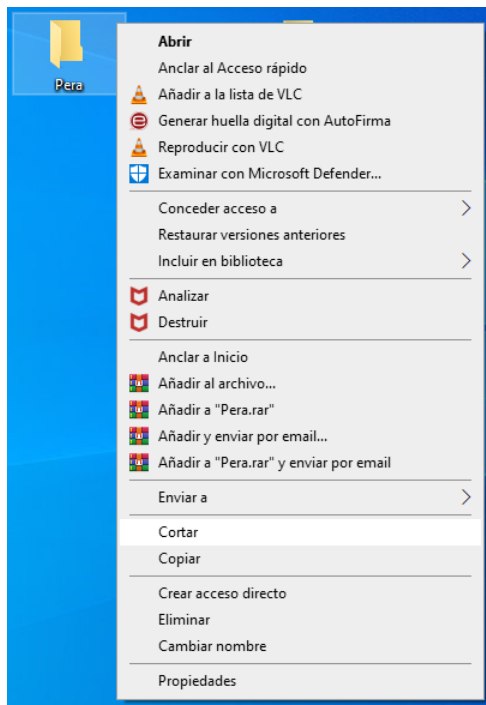 Pera
Abrir
Anclar al Acceso rápido
Añadir a la lista de VLC
Generar huella digital con AutoFirma
Reproducir con VLC
Examinar con Microsoft Defender...
Conceder acceso a
Restaurar versiones anteriores
Incluir en biblioteca
Analizar
Destruir
Anclar a Inicio
Añadir al archivo...
Añadir a "Pera.rar"
Añadir y enviar por email...
Añadir a "Pera.rar" y enviar por email
Enviar a
Cortar
Copiar
Crear acceso directo
Eliminar
Cambiar nombre
Propiedades